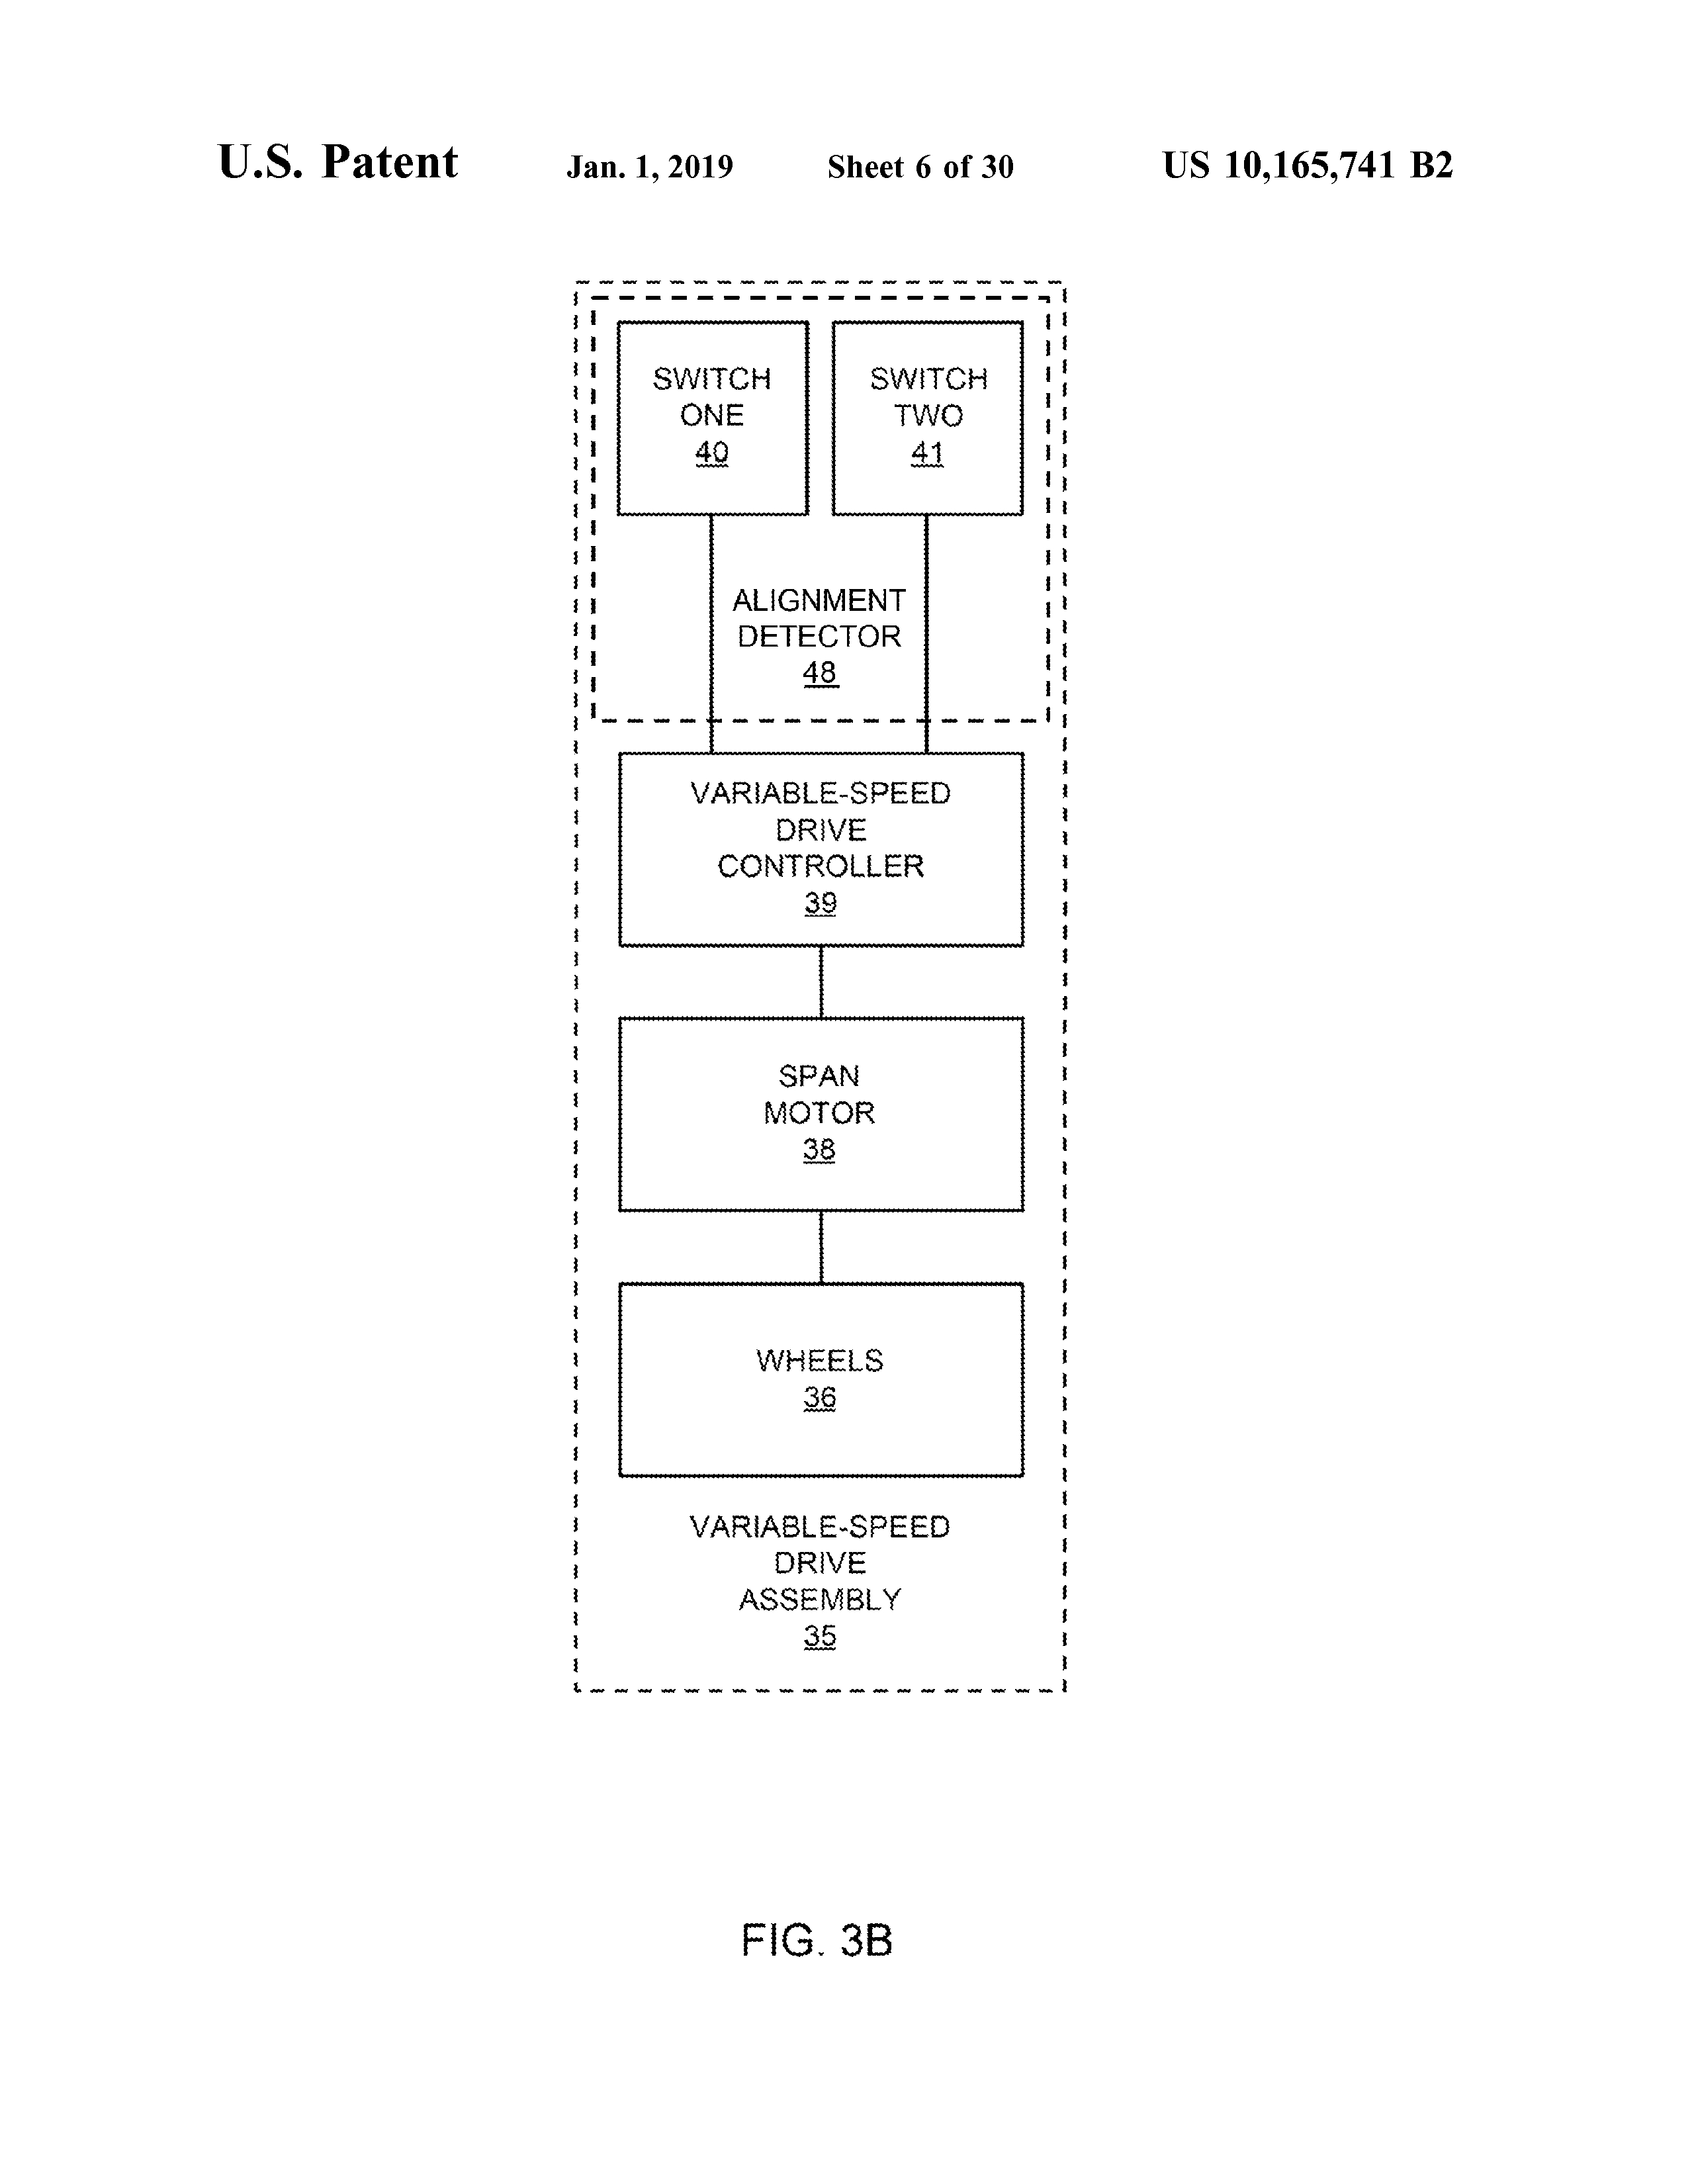 U.S. Patent Jan. 1, 2019 Sheet 6 of 30 US 10,165,741 B2
SWITCH
ONE
40
SWITCH
TWO
41
ALIGNMENT
DETECTOR
48
VARIABLE-SPEED
DRIVE
CONTROLLER
39
SPAN
MOTOR
38
WHEELS
36
VARIABLE-SPEED
DRIVE
ASSEMBLY
35
FIG. 3B